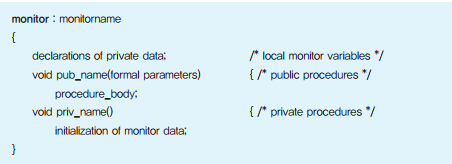 monitor : monitorname
{
declarations of private data; /* local monitor variables */
void pub_name(formal parameters) { /* public procedures */
procedure_body;
void priv_name() { /* private procedures */
initialization of monitor data;
}